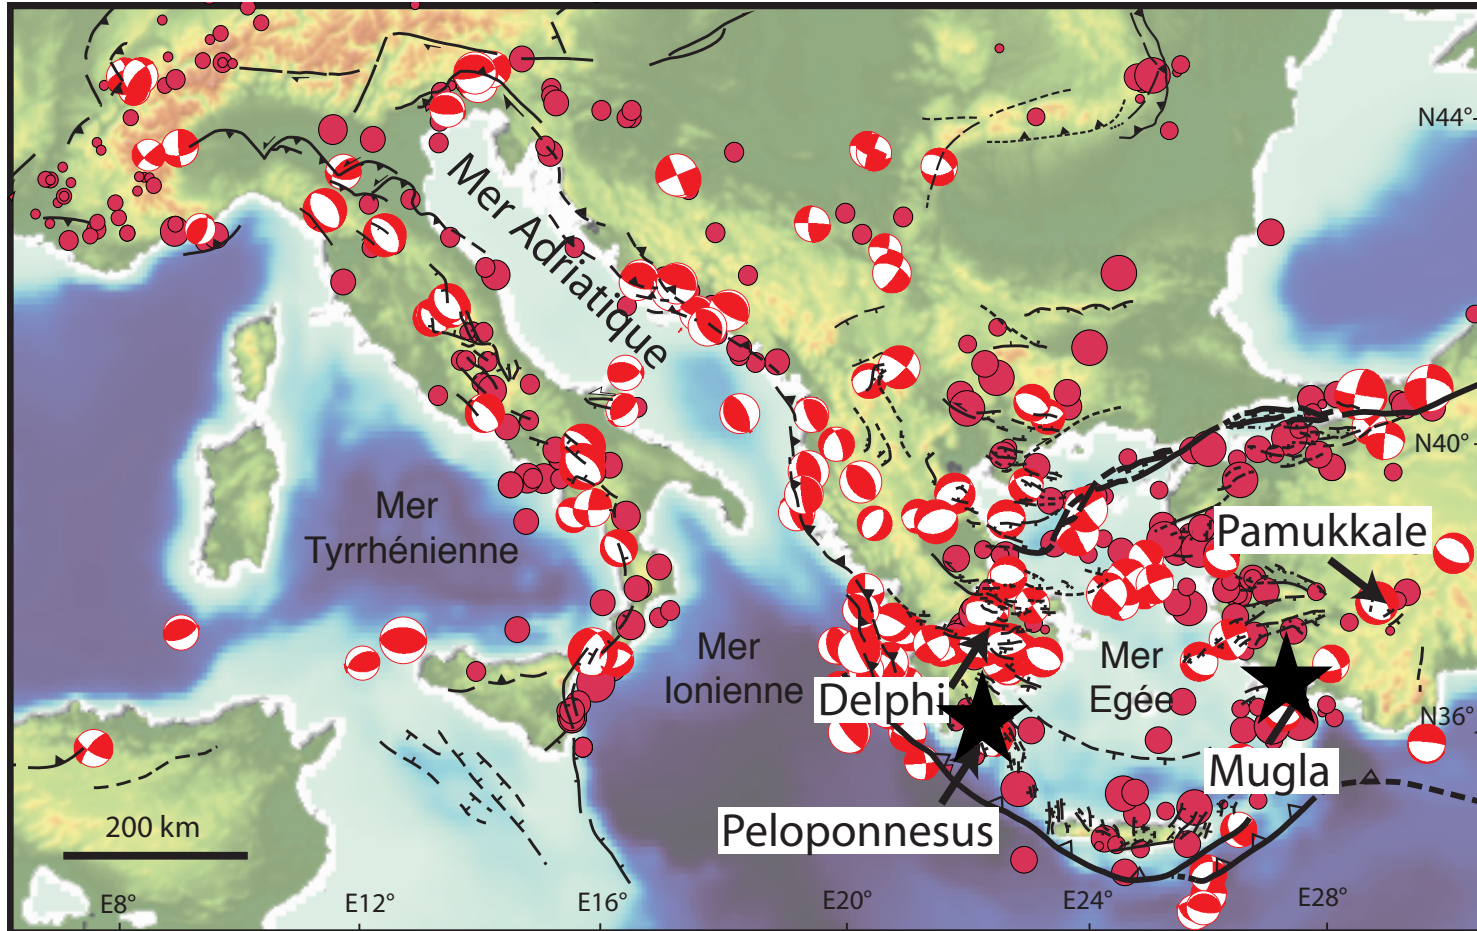 N44°
Mer Adriatique
N40°
Mer
Tyrrhénienne
Pamukkale
Mer
Ionienne
Mer
Egée
Delphi
N36°
Mugla
Peloponnesus
200 km
E8°
E12°
E16°
E20°
E24°
E28°